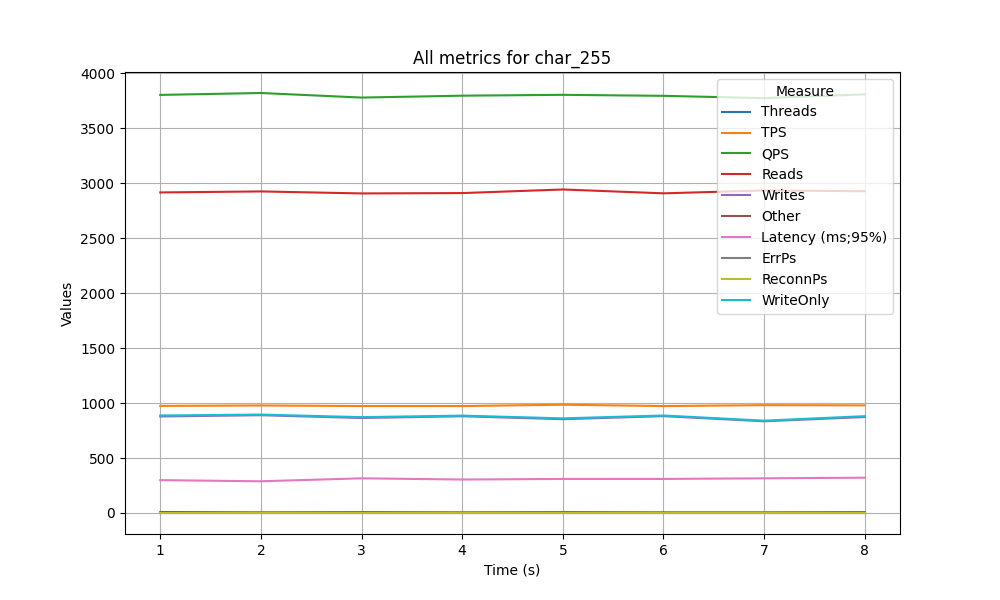 All metrics for char_255
4000
3500
3000
2500
2000
1500
1000
500
0
Values
Measure
Threads
TPS
QPS
Reads
Writes
Other
Latency (ms;95%)
ErrPs
ReconnPs
WriteOnly
1 2 3 4 5 6 7 8
Time (s)